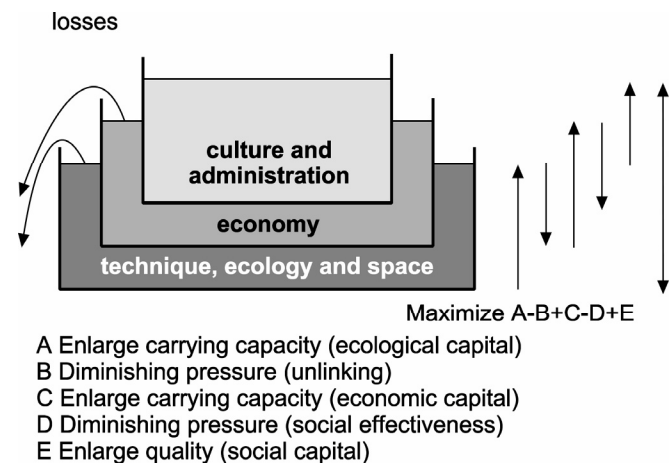 losses
culture and
administration
economy
technique, ecology and space
Maximize A-B+C-D+E
A Enlarge carrying capacity (ecological capital)
B Diminishing pressure (unlinking)
C Enlarge carrying capacity (economic capital)
D Diminishing pressure (social effectiveness)
E Enlarge quality (social capital)